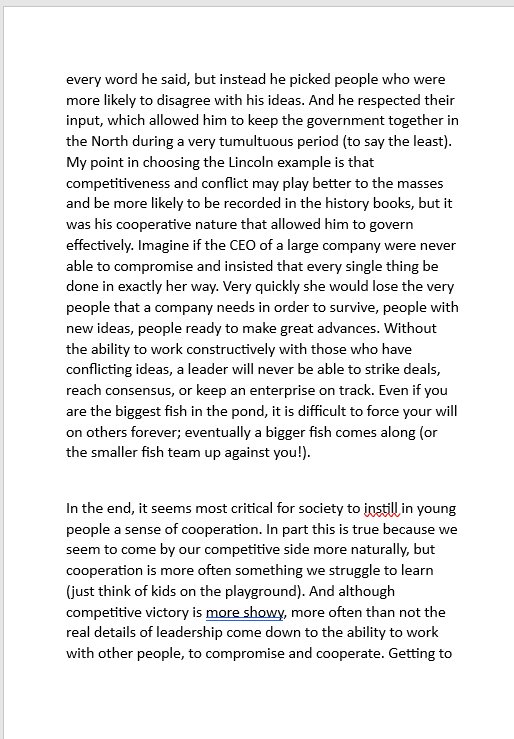 every word he said, but instead he picked people who were
more likely to disagree with his ideas. And he respected their
input, which allowed him to keep the government together in
the North during a very tumultuous period (to say the least).
My point in choosing the Lincoln example is that
competitiveness and conflict may play better to the masses
and be more likely to be recorded in the history books, but it
was his cooperative nature that allowed him to govern
effectively. Imagine if the CEO of a large company were never
able to compromise and insisted that every single thing be
done in exactly her way. Very quickly she would lose the very
people that a company needs in order to survive, people with
new ideas, people ready to make great advances. Without
the ability to work constructively with those who have
conflicting ideas, a leader will never be able to strike deals,
reach consensus, or keep an enterprise on track. Even if you
are the biggest fish in the pond, it is difficult to force your will
on others forever; eventually a bigger fish comes along (or
the smaller fish team up against you!).
In the end, it seems most critical for society to instill in young
people a sense of cooperation. In part this is true because we
seem to come by our competitive side more naturally, but
cooperation is more often something we struggle to learn
(just think of kids on the playground). And although
competitive victory is more showy, more often than not the
real details of leadership come down to the ability to work
with other people, to compromise and cooperate. Getting to